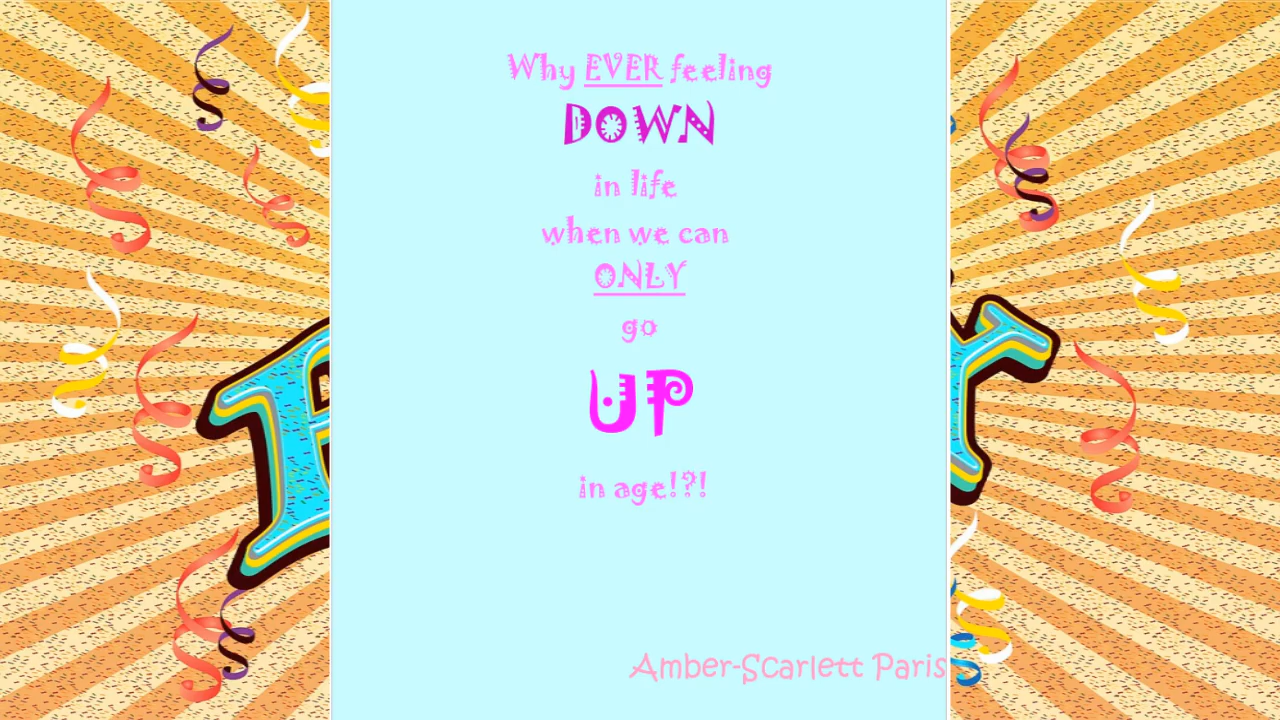 Why EVER feeling
DOWN
in life
when we can
ONLY
go
UP
in age!?!
Amber-Scarlett Paris